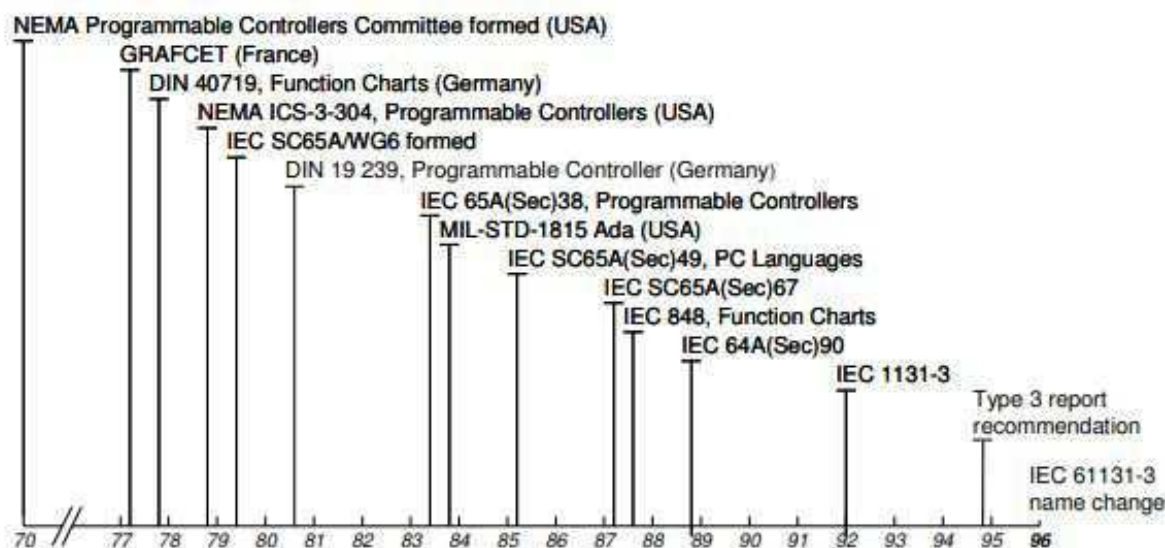 NEMA Programmable Controllers Committee formed (USA)
GRAFCET (France)
DIN 40719, Function Charts (Germany)
NEMA ICS-3-304, Programmable Controllers (USA)
IEC SC65A/WG6 formed
DIN 19 239, Programmable Controller (Germany)
IEC 65A(Sec)38, Programmable Controllers
MIL-STD-1815 Ada (USA)
IEC SC65A(Sec)49, PC Languages
IEC SC65A(Sec)67
IEC 848, Function Charts
IEC 64A(Sec)90
IEC 1131-3
Type 3 report
recommendation
IEC 61131-3
name change
70 // 77 78 79 80 81 82 83 84 85 86 87 88 89 90 91 92 93 94 95 96